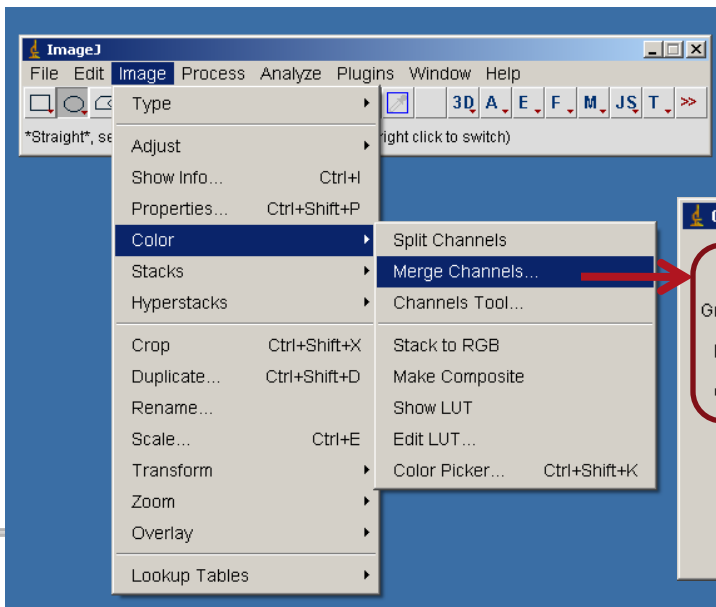 ImageJ
File Edit Image Process Analyze Plugins Window Help
3D A E F M JS T >>
*Straight*, se
ight click to switch)
Type
Adjust
Show Info... Ctrl+I
Properties... Ctrl+Shift+P
Color
Stacks
Hyperstacks
Crop Ctrl+Shift+X
Duplicate... Ctrl+Shift+D
Rename...
Scale... Ctrl+E
Transform
Zoom
Overlay
Lookup Tables
Split Channels
Merge Channels...
Channels Tool...
Stack to RGB
Make Composite
Show LUT
Edit LUT...
Color Picker... Ctrl+Shift+K